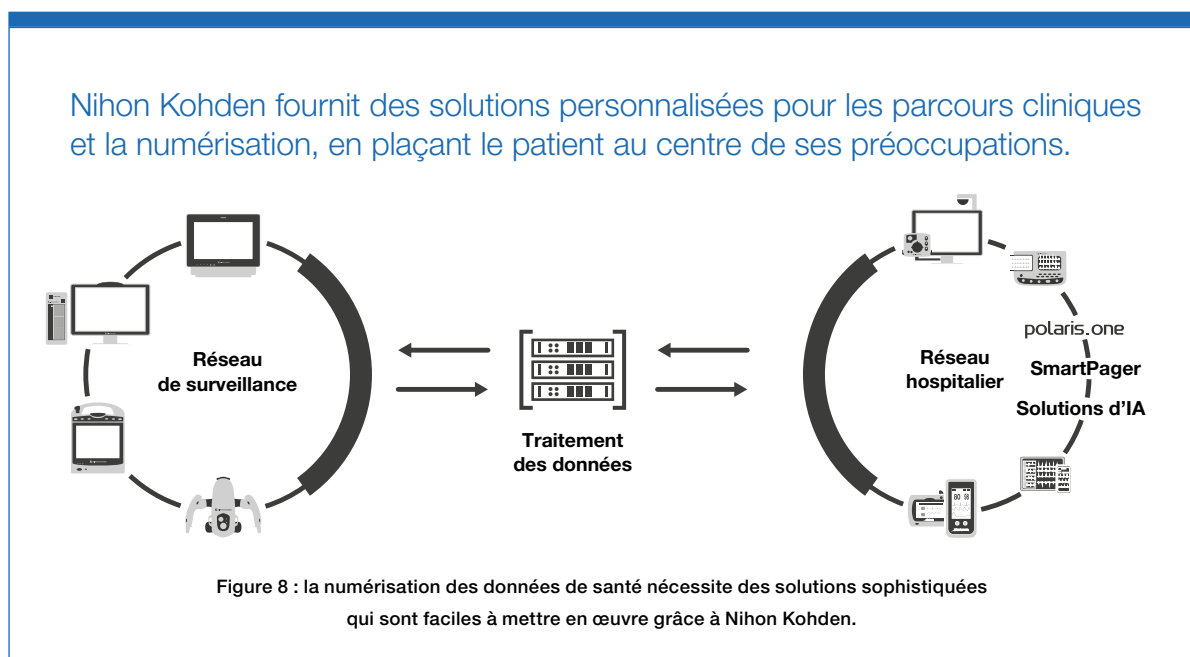 Nihon Kohden fournit des solutions personnalisées pour les parcours cliniques
et la numérisation, en plaçant le patient au centre de ses préoccupations.
Réseau
de surveillance
Traitement
des données
Réseau
hospitalier
polaris.one
SmartPager
Solutions d’IA
80 98
Figure 8 : la numérisation des données de santé nécessite des solutions sophistiquées
qui sont faciles à mettre en œuvre grâce à Nihon Kohden.